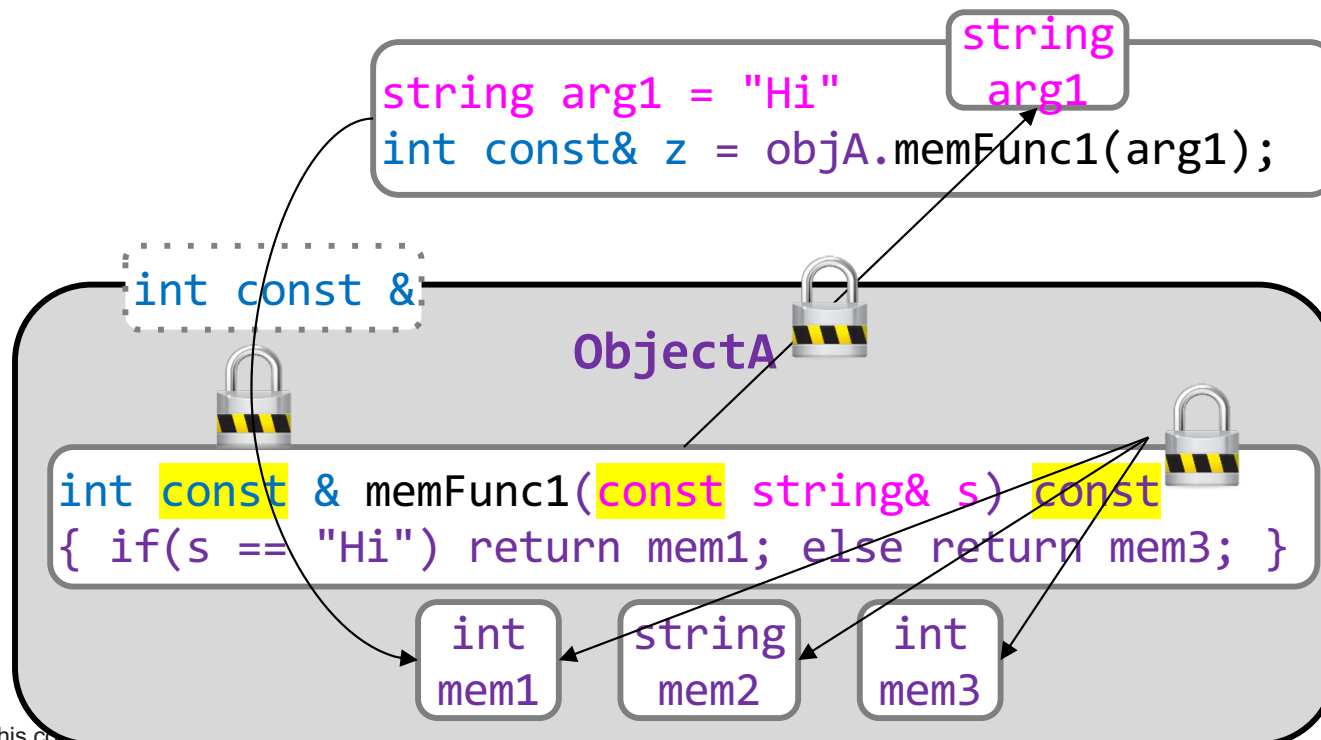 string
arg1
string arg1 = "Hi"
int const& z = objA.memFunc1(arg1);
int const &
ObjectA
int const & memFunc1(const string& s) const
{ if(s == "Hi") return mem1; else return mem3; }
int
mem1
string
mem2
int
mem3